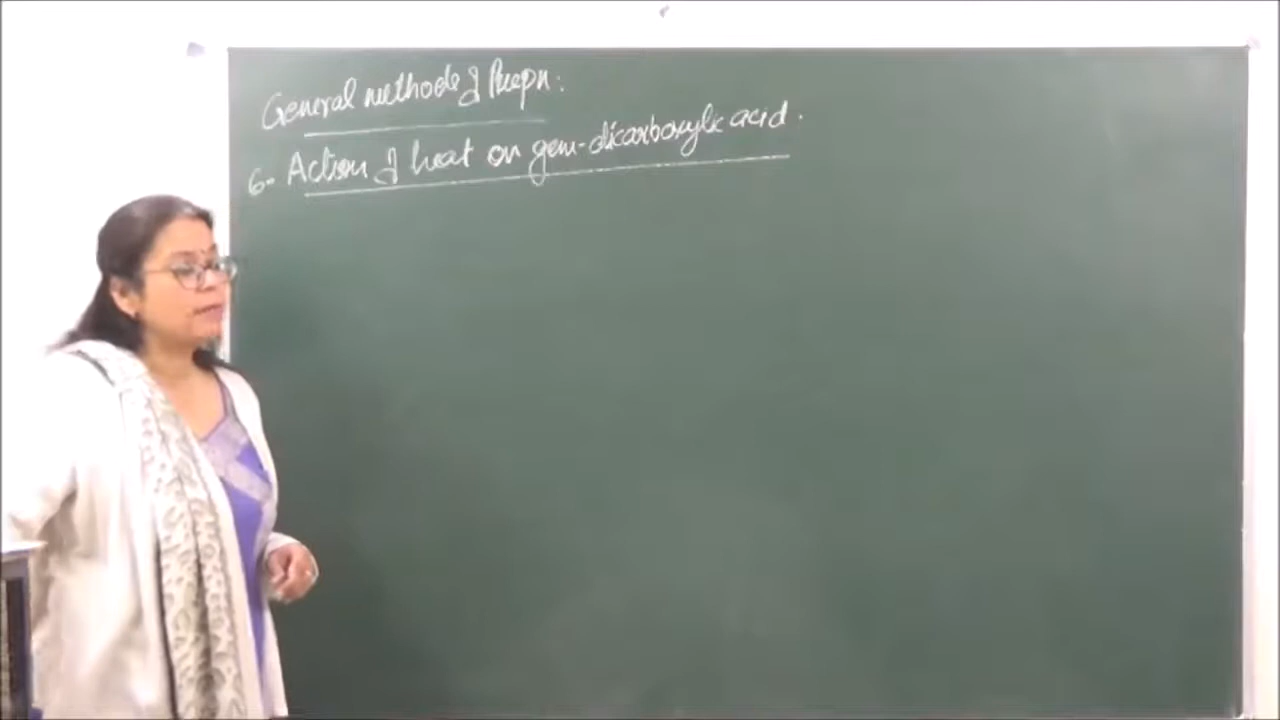 General methods of Prepn:
6- Action of heat on gem-dicarboxylic acid.